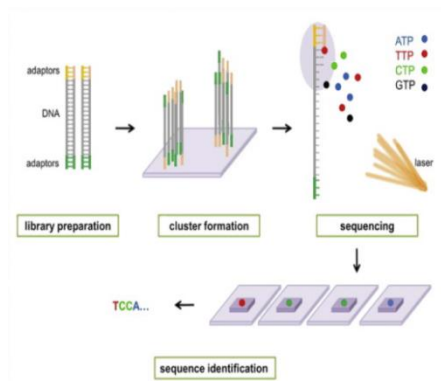 adaptors
DNA
adaptors
ATP
TTP
CTP
GTP
laser
library preparation
cluster formation
sequencing
TCCA...
sequence identification